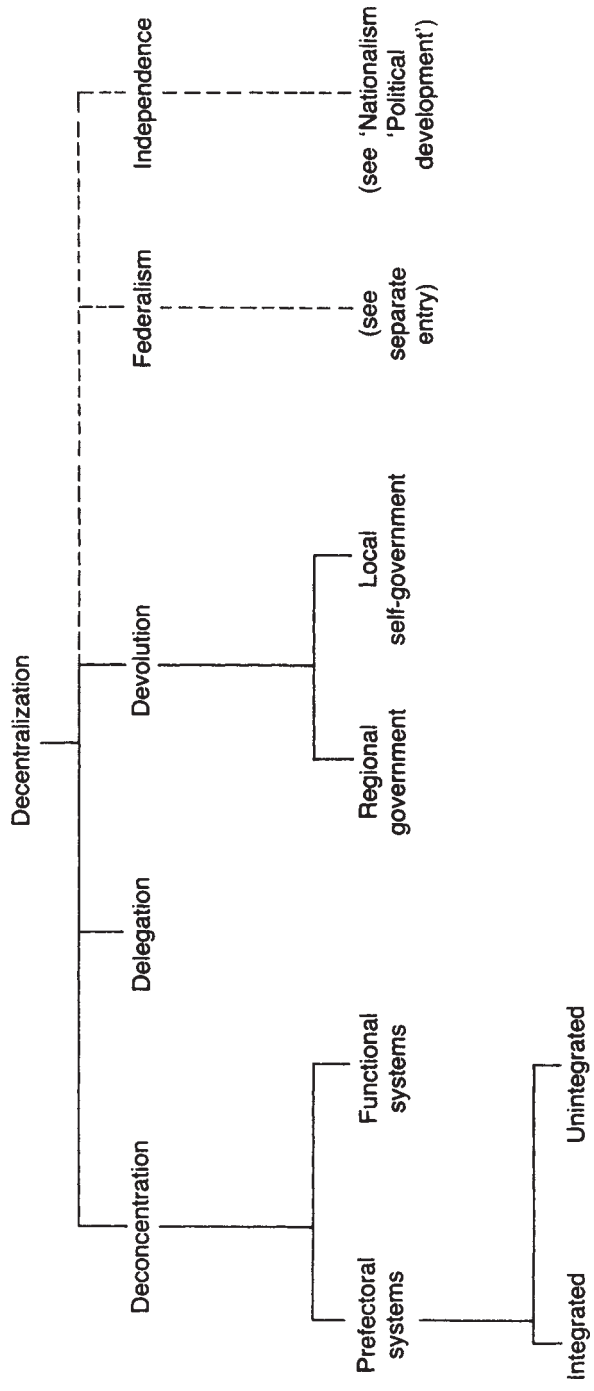 Decentralization
Deconcentration
Delegation
Devolution
Federalism
Independence
Prefectoral
systems
Functional
systems
Regional
government
Local
self-government
(see
separate
entry)
(see 'Nationalism
'Political
development')
Integrated
Unintegrated